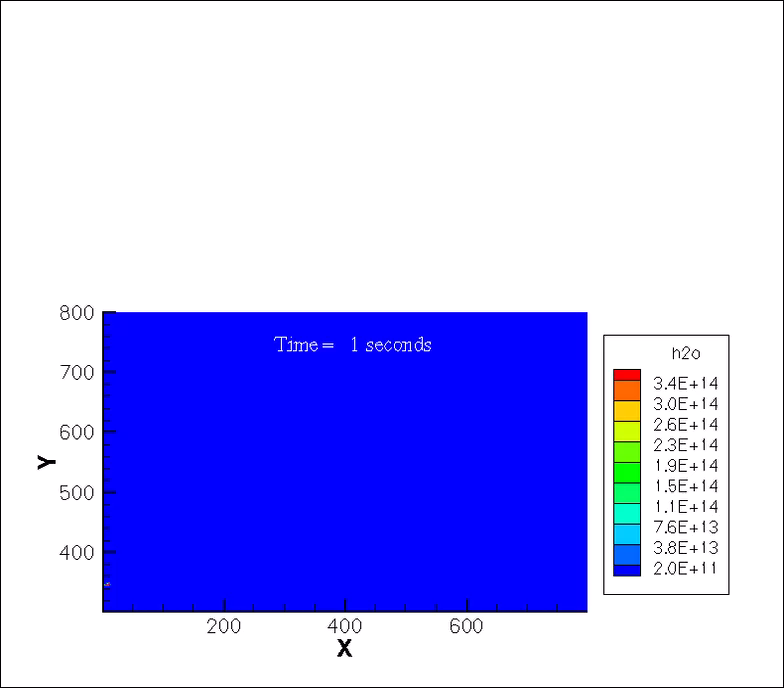 800
Time = 1 seconds
h2o
700
3.4E+14
3.0E+14
600
2.6E+14
2.3E+14
Y
1.9E+14
500
1.5E+14
1.1E+14
400
7.6E+13
3.8E+13
2.0E+11
200 400 600
X